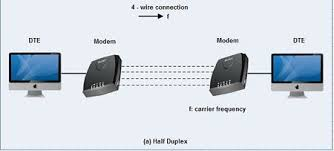 4 - wire connection
f
DTE
Modem
Modem
DTE
f: carrier frequency
(a) Half Duplex